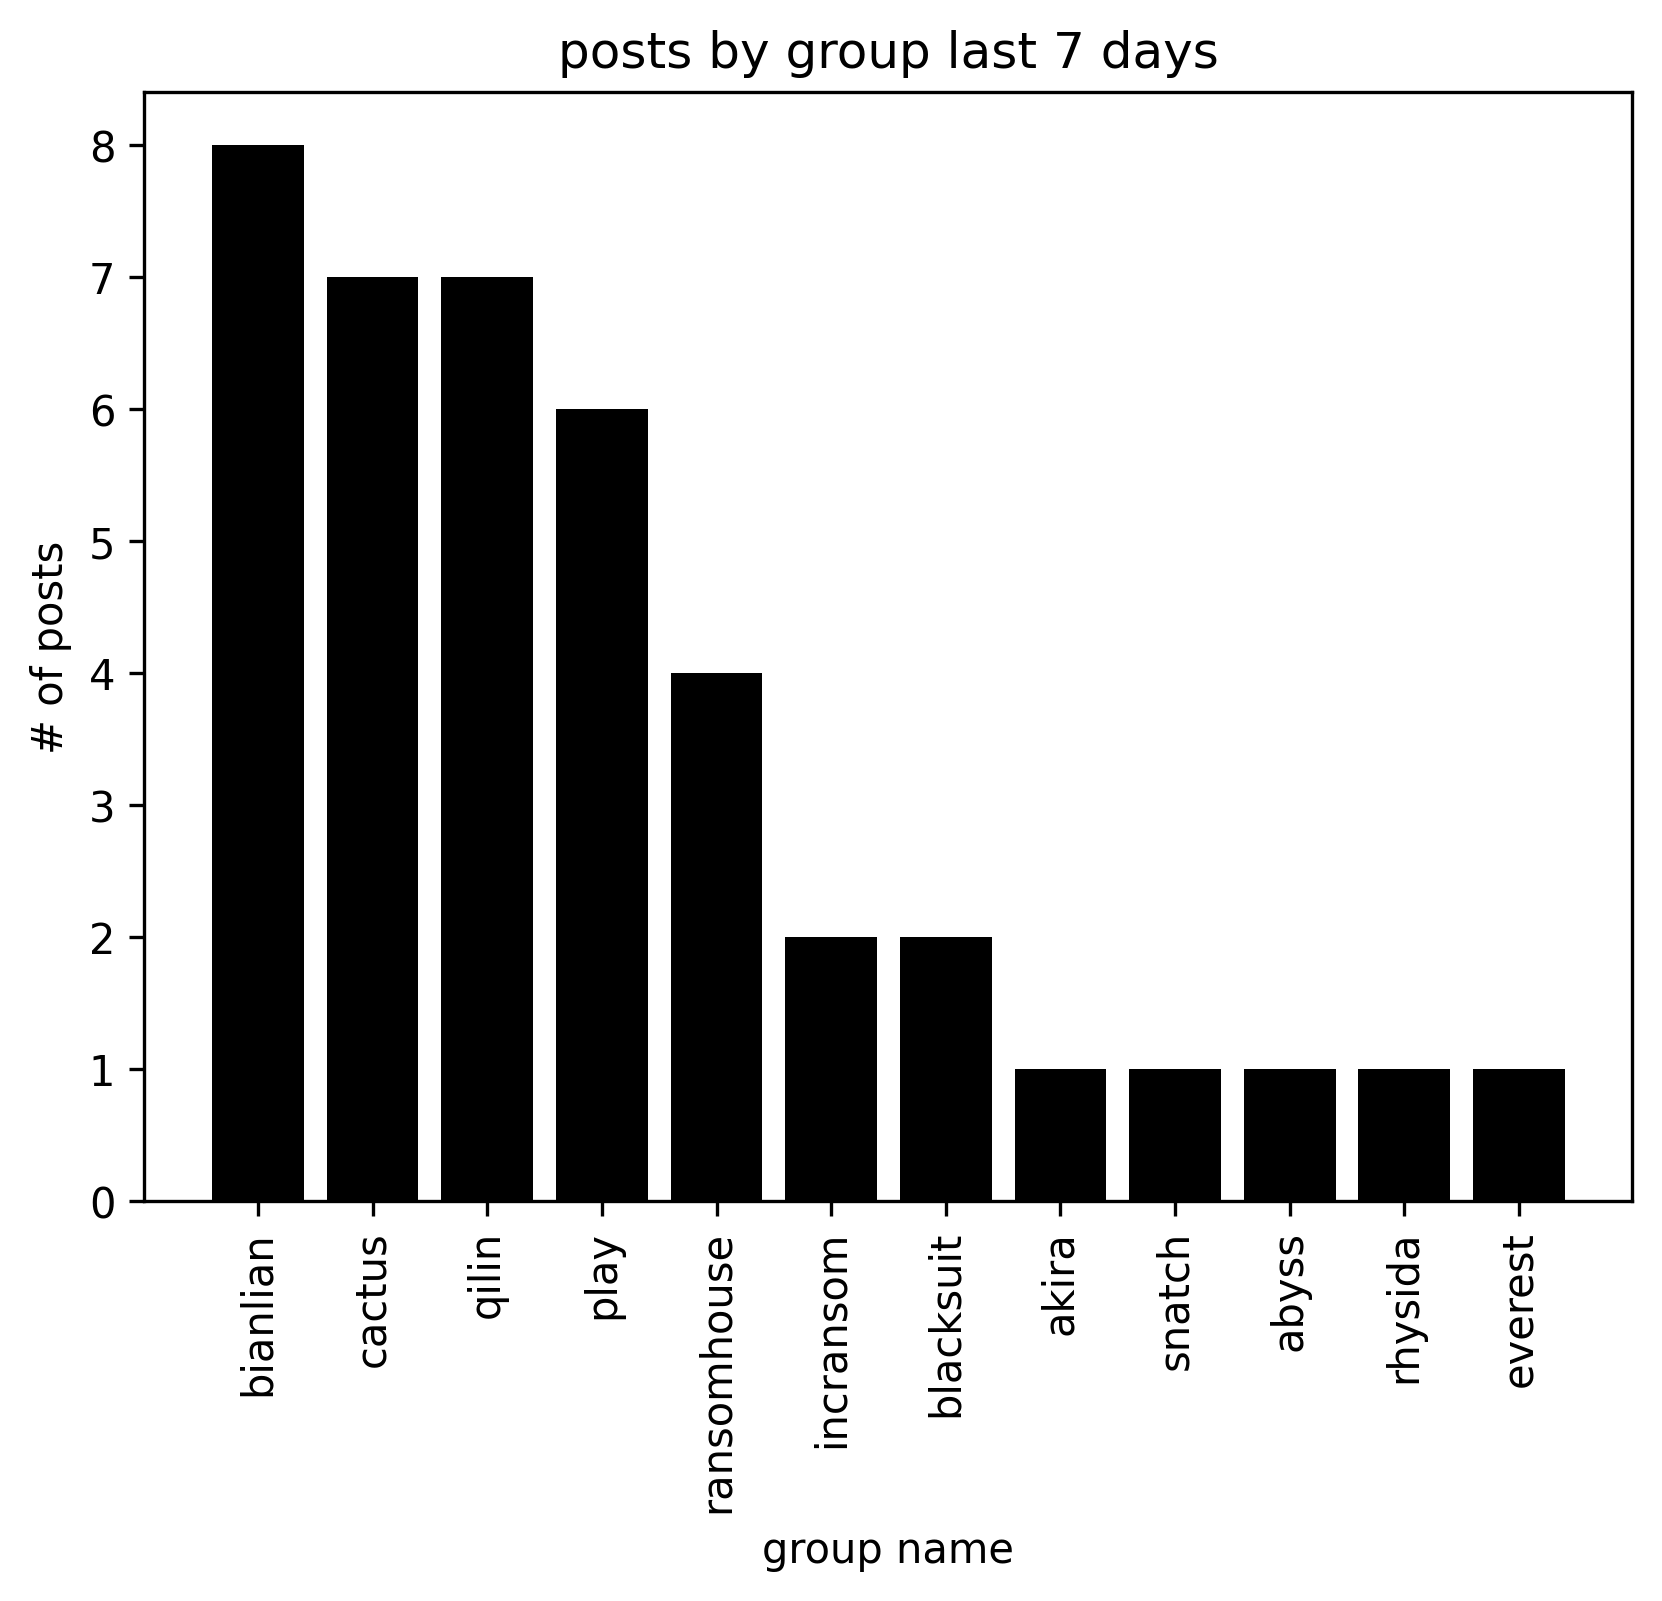 posts by group last 7 days
8
7
6
5
4
3
2
1
0
# of posts
bianlian
cactus
qilin
play
ransomhouse
incransom
blacksuit
akira
snatch
abyss
rhysida
everest
group name